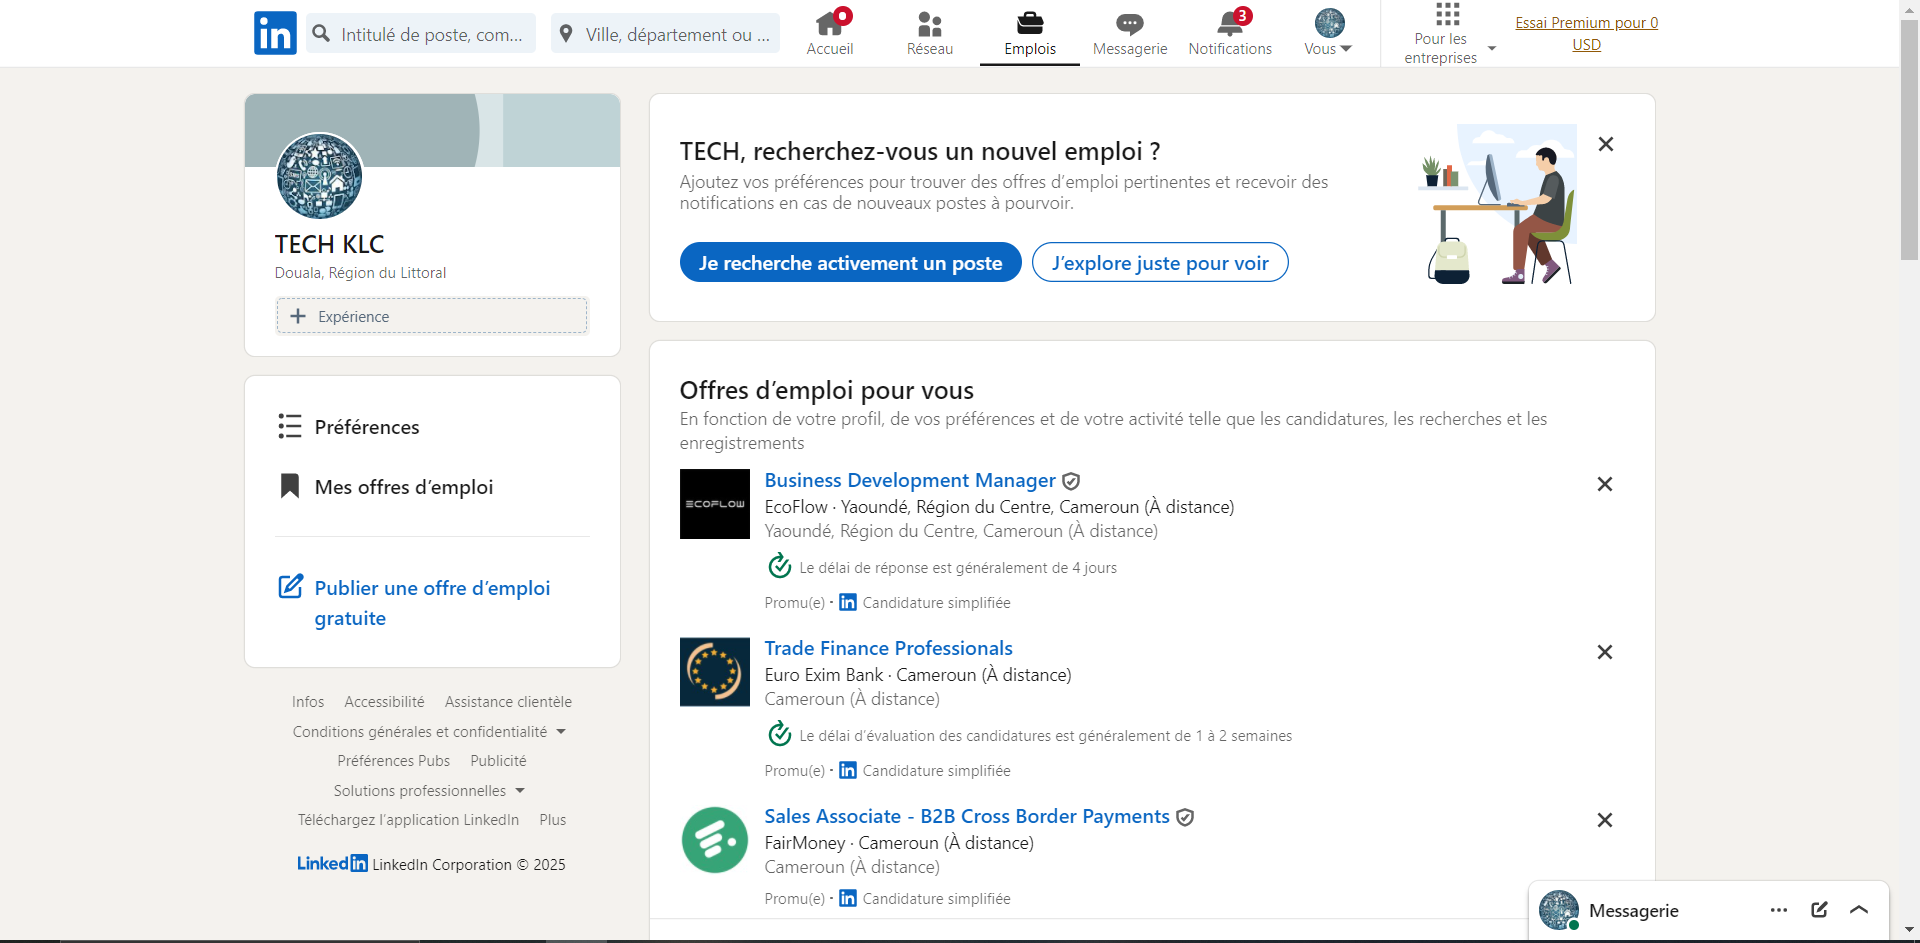 in
Intitulé de poste, com...
Ville, département ou ...
Accueil
Réseau
Emplois
Messagerie
3
Notifications
Vous
Pour les
entreprises
Essai Premium pour 0
USD
TECH KLC
Douala, Région du Littoral
Expérience
Préférences
Mes offres d’emploi
Publier une offre d’emploi
gratuite
Infos Accessibilité Assistance clientèle
Conditions générales et confidentialité
Préférences Pubs Publicité
Solutions professionnelles
Téléchargez l’application LinkedIn Plus
LinkedIn LinkedIn Corporation © 2025
TECH, recherchez-vous un nouvel emploi ?
Ajoutez vos préférences pour trouver des offres d’emploi pertinentes et recevoir des
notifications en cas de nouveaux postes à pourvoir.
Je recherche activement un poste
J’explore juste pour voir
Offres d’emploi pour vous
En fonction de votre profil, de vos préférences et de votre activité telle que les candidatures, les recherches et les
enregistrements
ECOFLOW
Business Development Manager
EcoFlow · Yaoundé, Région du Centre, Cameroun (À distance)
Yaoundé, Région du Centre, Cameroun (À distance)
Le délai de réponse est généralement de 4 jours
Promu(e) · in Candidature simplifiée
Trade Finance Professionals
Euro Exim Bank · Cameroun (À distance)
Cameroun (À distance)
Le délai d’évaluation des candidatures est généralement de 1 à 2 semaines
Promu(e) · in Candidature simplifiée
Sales Associate - B2B Cross Border Payments
FairMoney · Cameroun (À distance)
Cameroun (À distance)
Promu(e) · in Candidature simplifiée
Messagerie